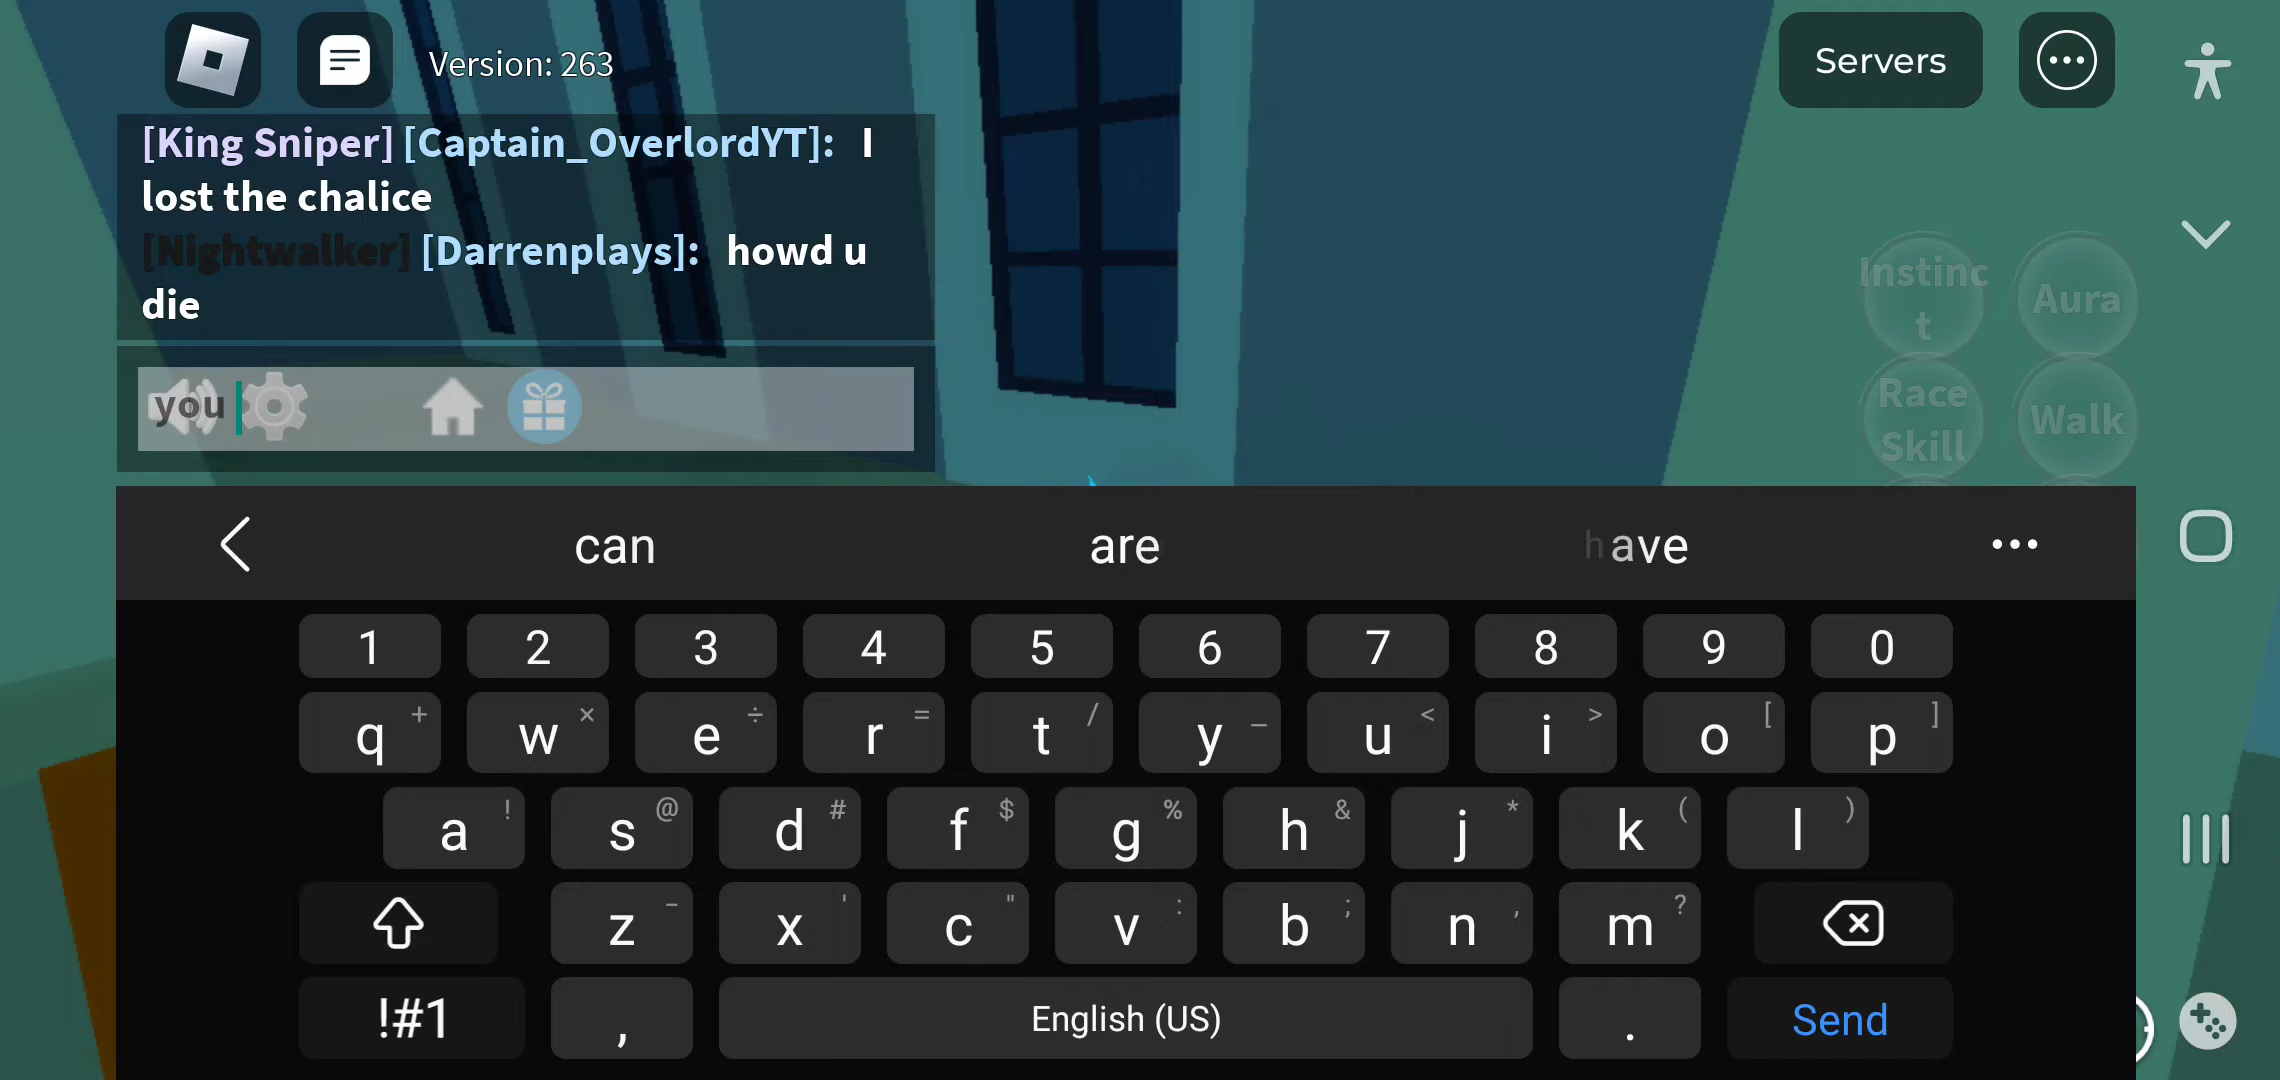 Version: 263
Servers
[King Sniper] [Captain_OverlordYT]: I
lost the chalice
[Nightwalker] [Darrenplays]: howd u
die
Instinc
t
Aura
Race
Skill
Walk
you
can
are
have
1 2 3 4 5 6 7 8 9 0
q + w × e ÷ r = t / y _ u < i > o [ p ]
a ! s @ d # f $ g % h & j * k ( l )
z - x ' c " v : b ; n , m ?
!#1 , English (US) . Send